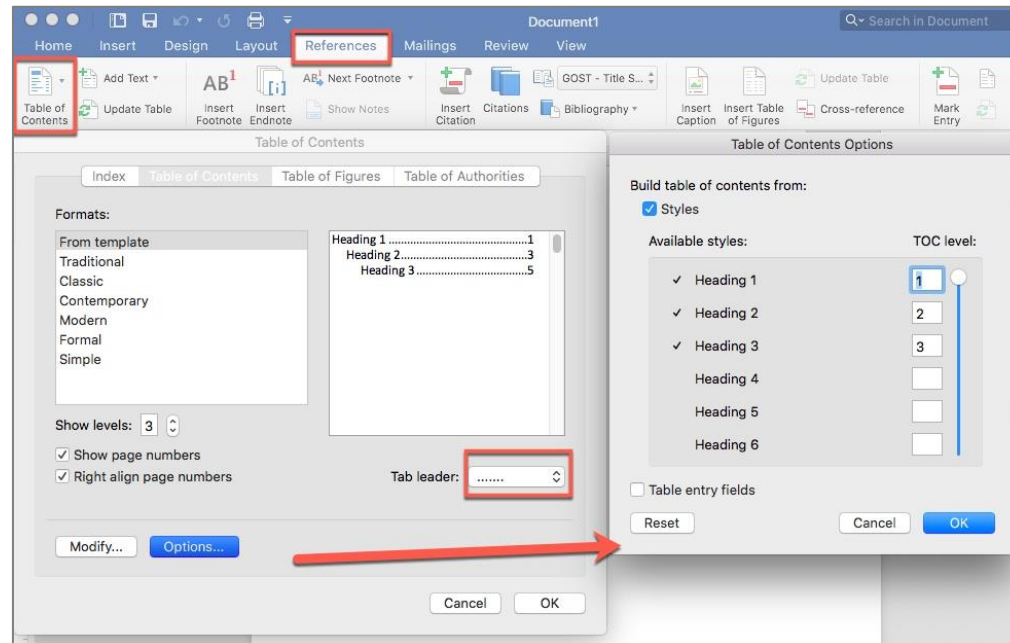 Document1
Search in Document
Home Insert Design Layout References Mailings Review View
Table of Contents
Add Text
Update Table
AB1
Insert Footnote
[i]
Insert Endnote
AB1 Next Footnote
Show Notes
Insert Citation
Citations
GOST - Title S...
Bibliography
Insert Caption
Insert Table of Figures
Update Table
Cross-reference
Mark Entry
Table of Contents
Index Table of Contents Table of Figures Table of Authorities
Formats:
From template
Traditional
Classic
Contemporary
Modern
Formal
Simple
Heading 1 ..................................1
Heading 2...............................3
Heading 3............................5
Show levels: 3
Show page numbers
Right align page numbers
Tab leader: .......
Modify... Options...
Cancel OK
Table of Contents Options
Build table of contents from:
Styles
Available styles: TOC level:
Heading 1 1
Heading 2 2
Heading 3 3
Heading 4
Heading 5
Heading 6
Table entry fields
Reset Cancel OK